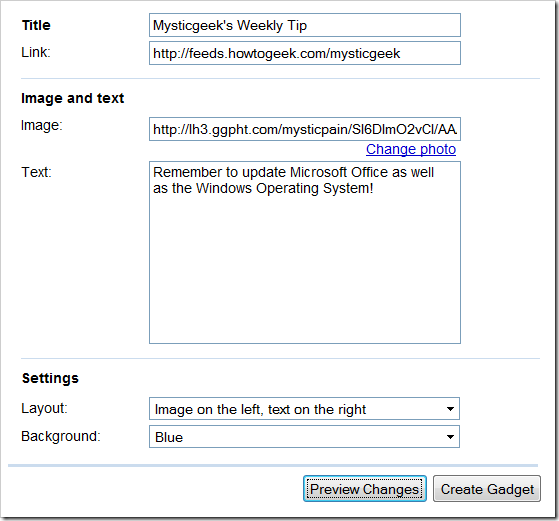 Title Mysticgeek's Weekly Tip
Link: http://feeds.howtogeek.com/mysticgeek
Image and text
Image: http://lh3.ggpht.com/mysticpain/Sl6DlmO2vCl/AA
Change photo
Text: Remember to update Microsoft Office as well
as the Windows Operating System!
Settings
Layout: Image on the left, text on the right
Background: Blue
Preview Changes Create Gadget